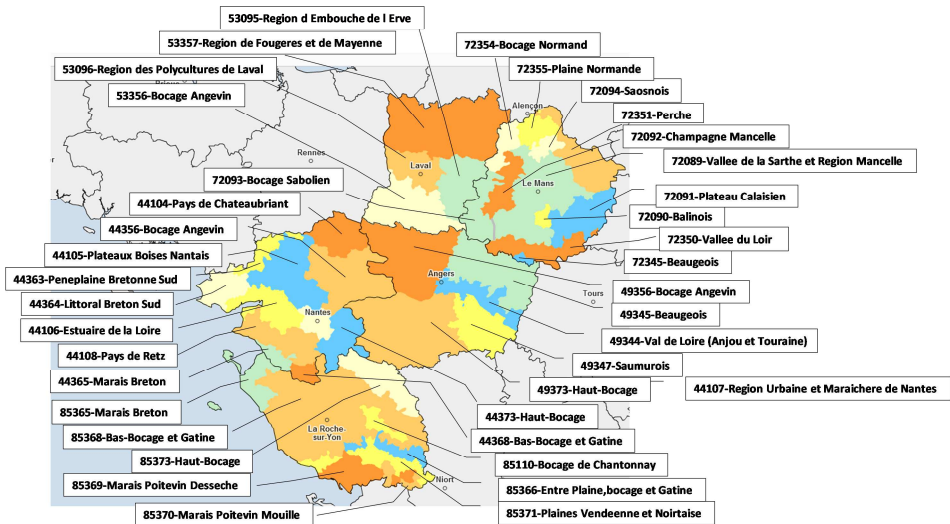 53095-Region d Embouche de l Erve
53357-Region de Fougeres et de Mayenne
72354-Bocage Normand
53096-Region des Polycultures de Laval
72355-Plaine Normande
53356-Bocage Angevin
72094-Saosnois
Alençon
72351-Perche
72092-Champagne Mancelle
Rennes
Laval
72089-Vallee de la Sarthe et Region Mancelle
72093-Bocage Sabolien
Le Mans
72091-Plateau Calaisien
44104-Pays de Chateaubriant
72090-Balinois
44356-Bocage Angevin
72350-Vallee du Loir
44105-Plateaux Boises Nantais
72345-Beaugeois
44363-Peneplaine Bretonne Sud
Angers
49356-Bocage Angevin
44364-Littoral Breton Sud
Tours
49345-Beaugeois
44106-Estuaire de la Loire
Nantes
49344-Val de Loire (Anjou et Touraine)
44108-Pays de Retz
49347-Saumurois
44365-Marais Breton
49373-Haut-Bocage
44107-Region Urbaine et Maraichere de Nantes
85365-Marais Breton
44373-Haut-Bocage
85368-Bas-Bocage et Gatine
La Roche-
sur-Yon
44368-Bas-Bocage et Gatine
85373-Haut-Bocage
85110-Bocage de Chantonnay
85369-Marais Poitevin Desseche
Niort
85366-Entre Plaine,bocage et Gatine
85370-Marais Poitevin Mouille
85371-Plaines Vendeenne et Niortaise